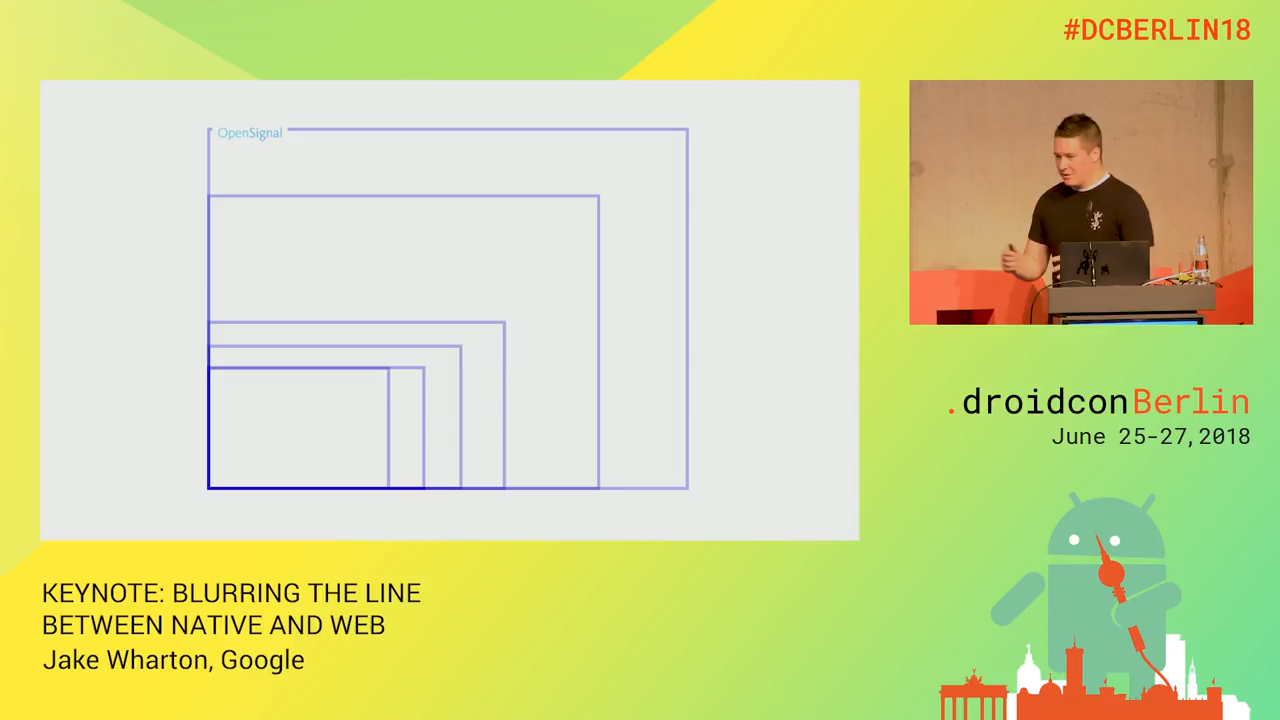 #DCBERLIN18
OpenSignal
.droidconBerlin
June 25-27,2018
KEYNOTE: BLURRING THE LINE
BETWEEN NATIVE AND WEB
Jake Wharton, Google